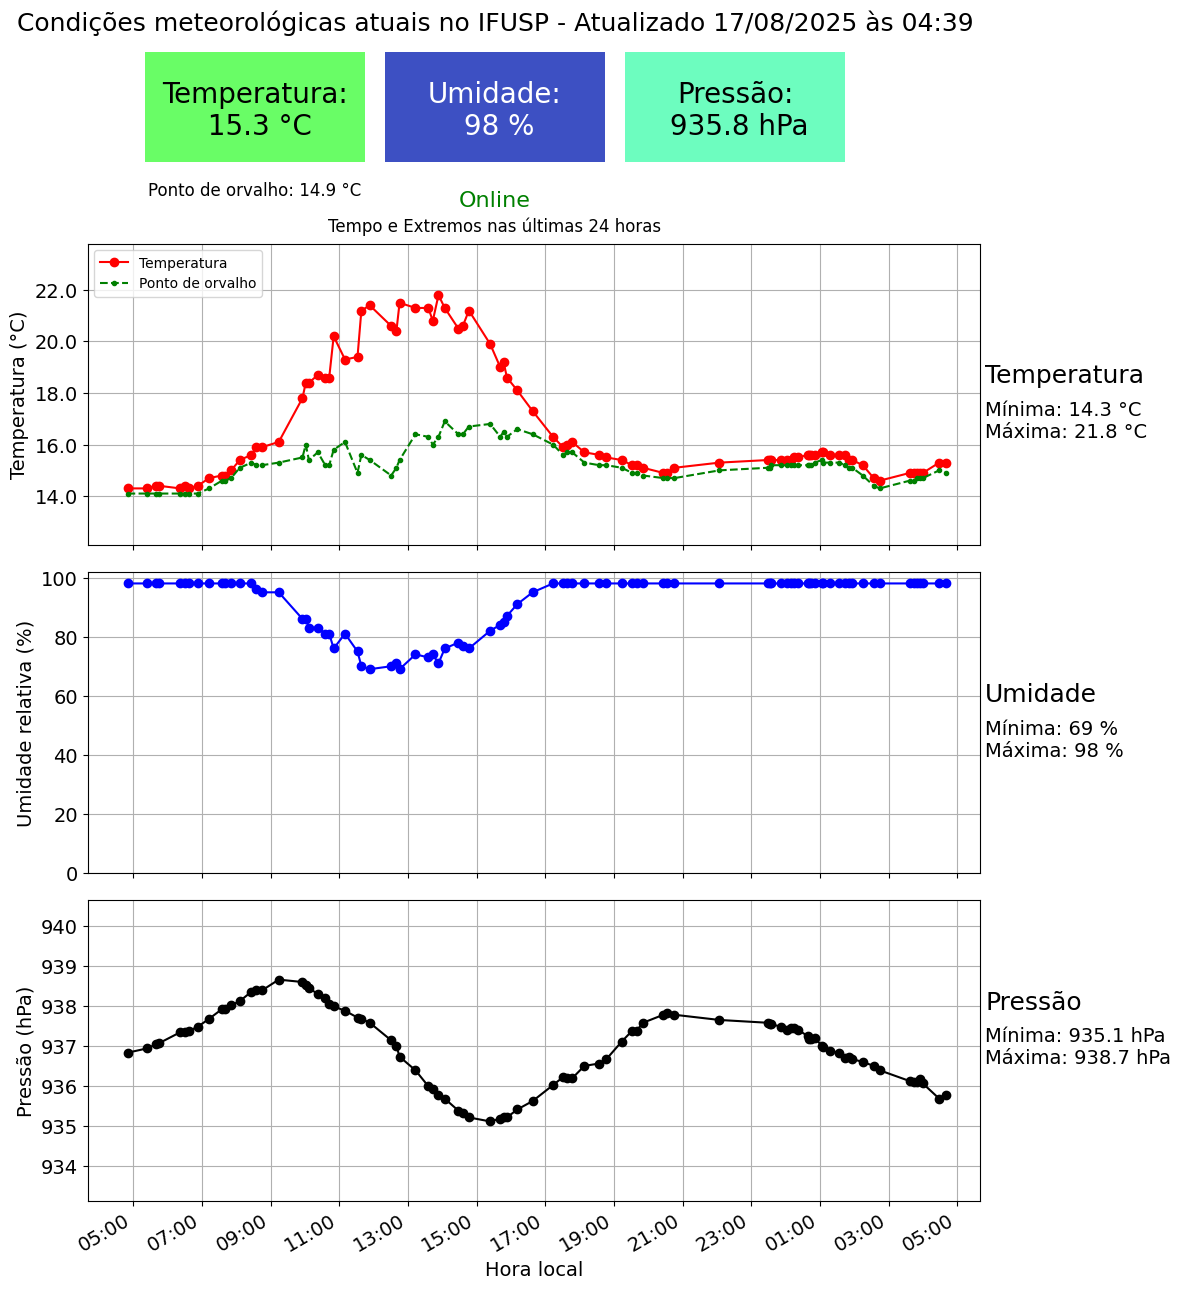 Condições meteorológicas atuais no IFUSP - Atualizado 17/08/2025 às 04:39
Temperatura:
15.3 °C
Umidade:
98 %
Pressão:
935.8 hPa
Ponto de orvalho: 14.9 °C
Online
Tempo e Extremos nas últimas 24 horas
Temperatura
Ponto de orvalho
Temperatura (°C)
22.0
20.0
18.0
16.0
14.0
Temperatura
Mínima: 14.3 °C
Máxima: 21.8 °C
Umidade relativa (%)
100
80
60
40
20
0
Umidade
Mínima: 69 %
Máxima: 98 %
Pressão (hPa)
940
939
938
937
936
935
934
Pressão
Mínima: 935.1 hPa
Máxima: 938.7 hPa
05:00
07:00
09:00
11:00
13:00
15:00
17:00
19:00
21:00
23:00
01:00
03:00
05:00
Hora local